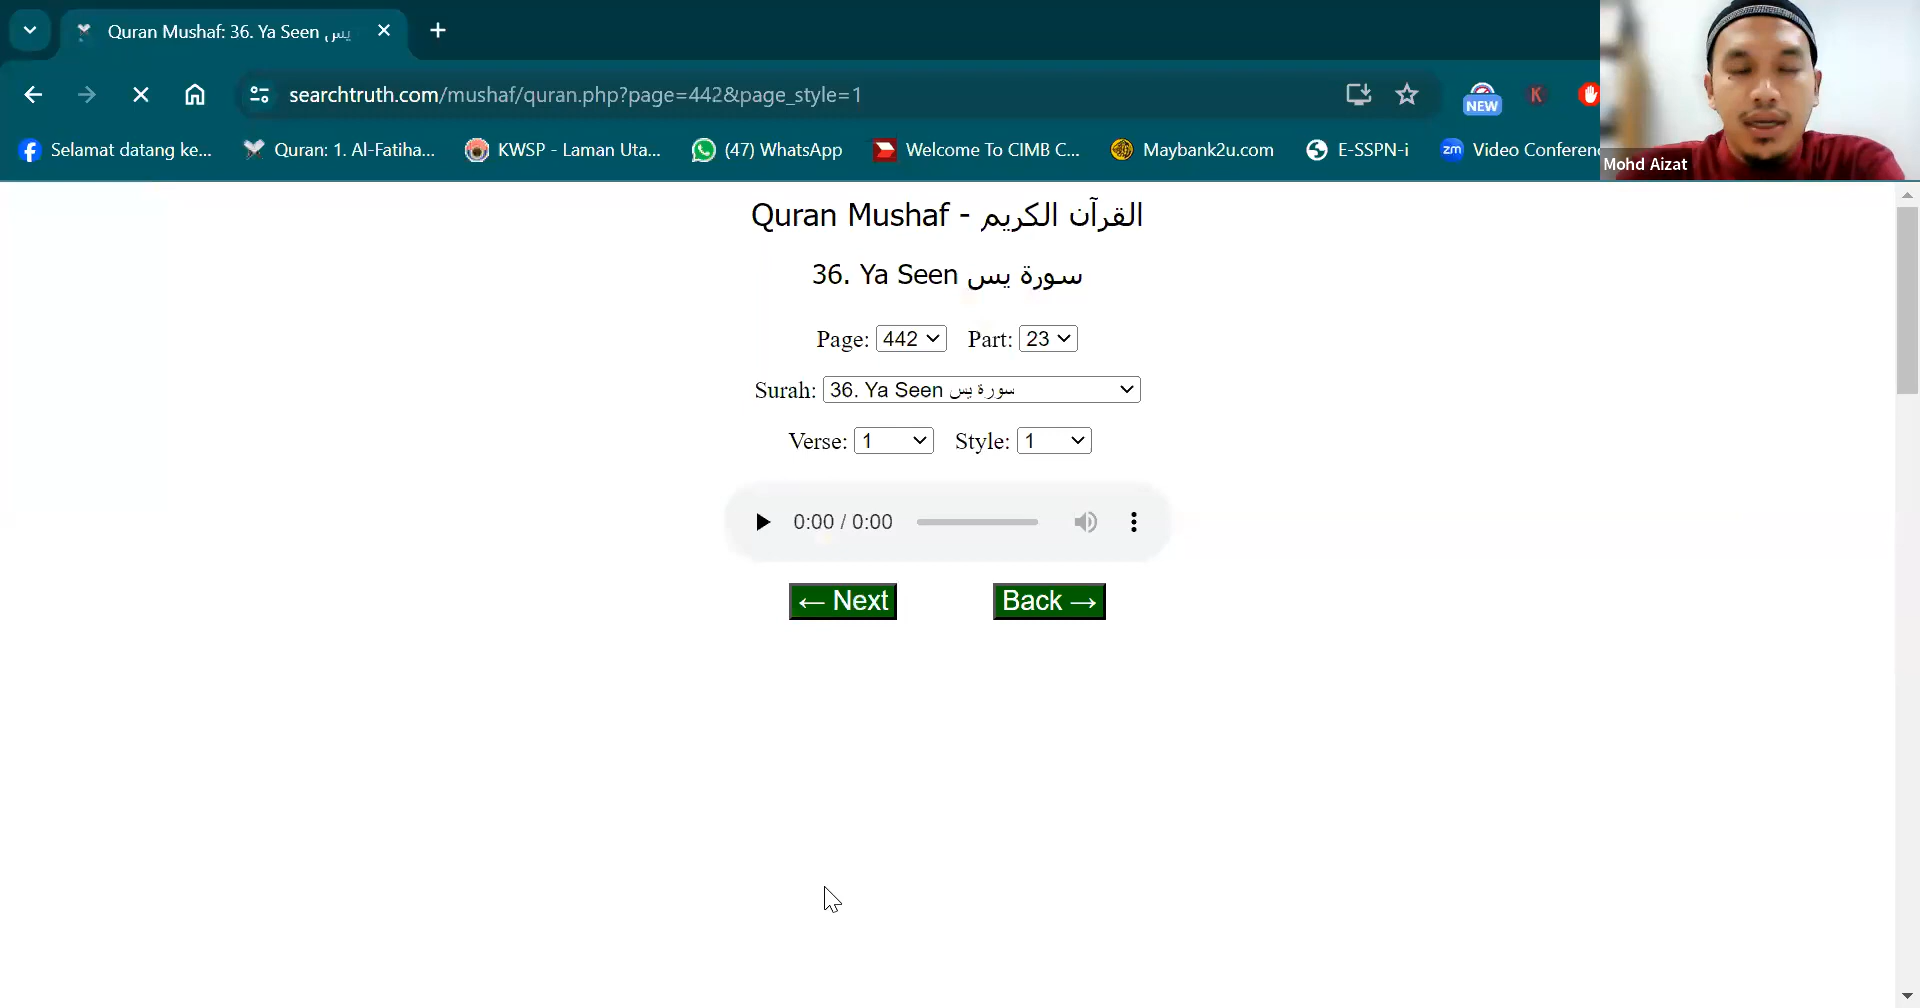 Quran Mushaf: 36. Ya Seen يس
searchtruth.com/mushaf/quran.php?page=442&page_style=1
NEW
K
Selamat datang ke...
Quran: 1. Al-Fatiha...
KWSP - Laman Uta...
(47) WhatsApp
Welcome To CIMB C...
Maybank2u.com
E-SSPN-i
zm
Video Conferen
Mohd Aizat
Quran Mushaf - القرآن الكريم
36. Ya Seen سورة يس
Page: 442 Part: 23
Surah: 36. Ya Seen سورة يس
Verse: 1 Style: 1
0:00 / 0:00
← Next Back →